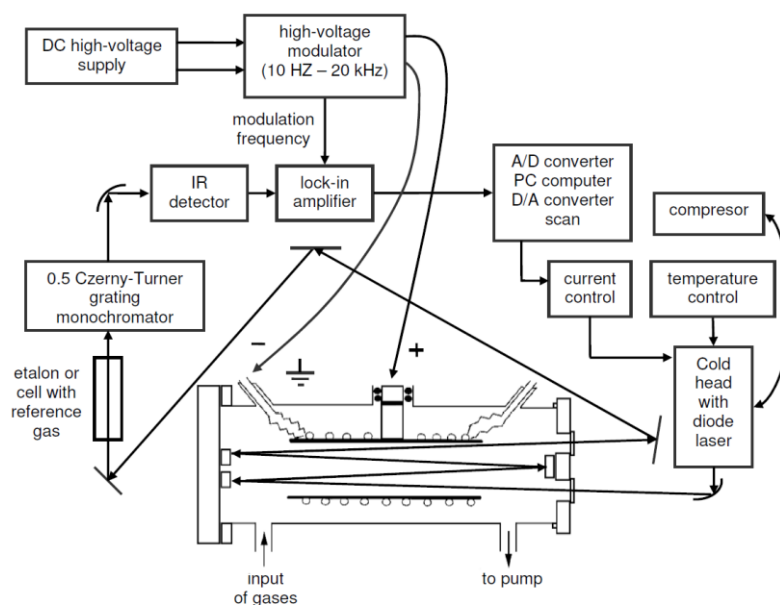 DC high-voltage
supply
high-voltage
modulator
(10 HZ – 20 kHz)
modulation
frequency
IR
detector
lock-in
amplifier
A/D converter
PC computer
D/A converter
scan
compresor
0.5 Czerny-Turner
grating
monochromator
current
control
temperature
control
etalon or
cell with
reference
gas
–
+
Cold
head
with
diode
laser
input
of gases
to pump